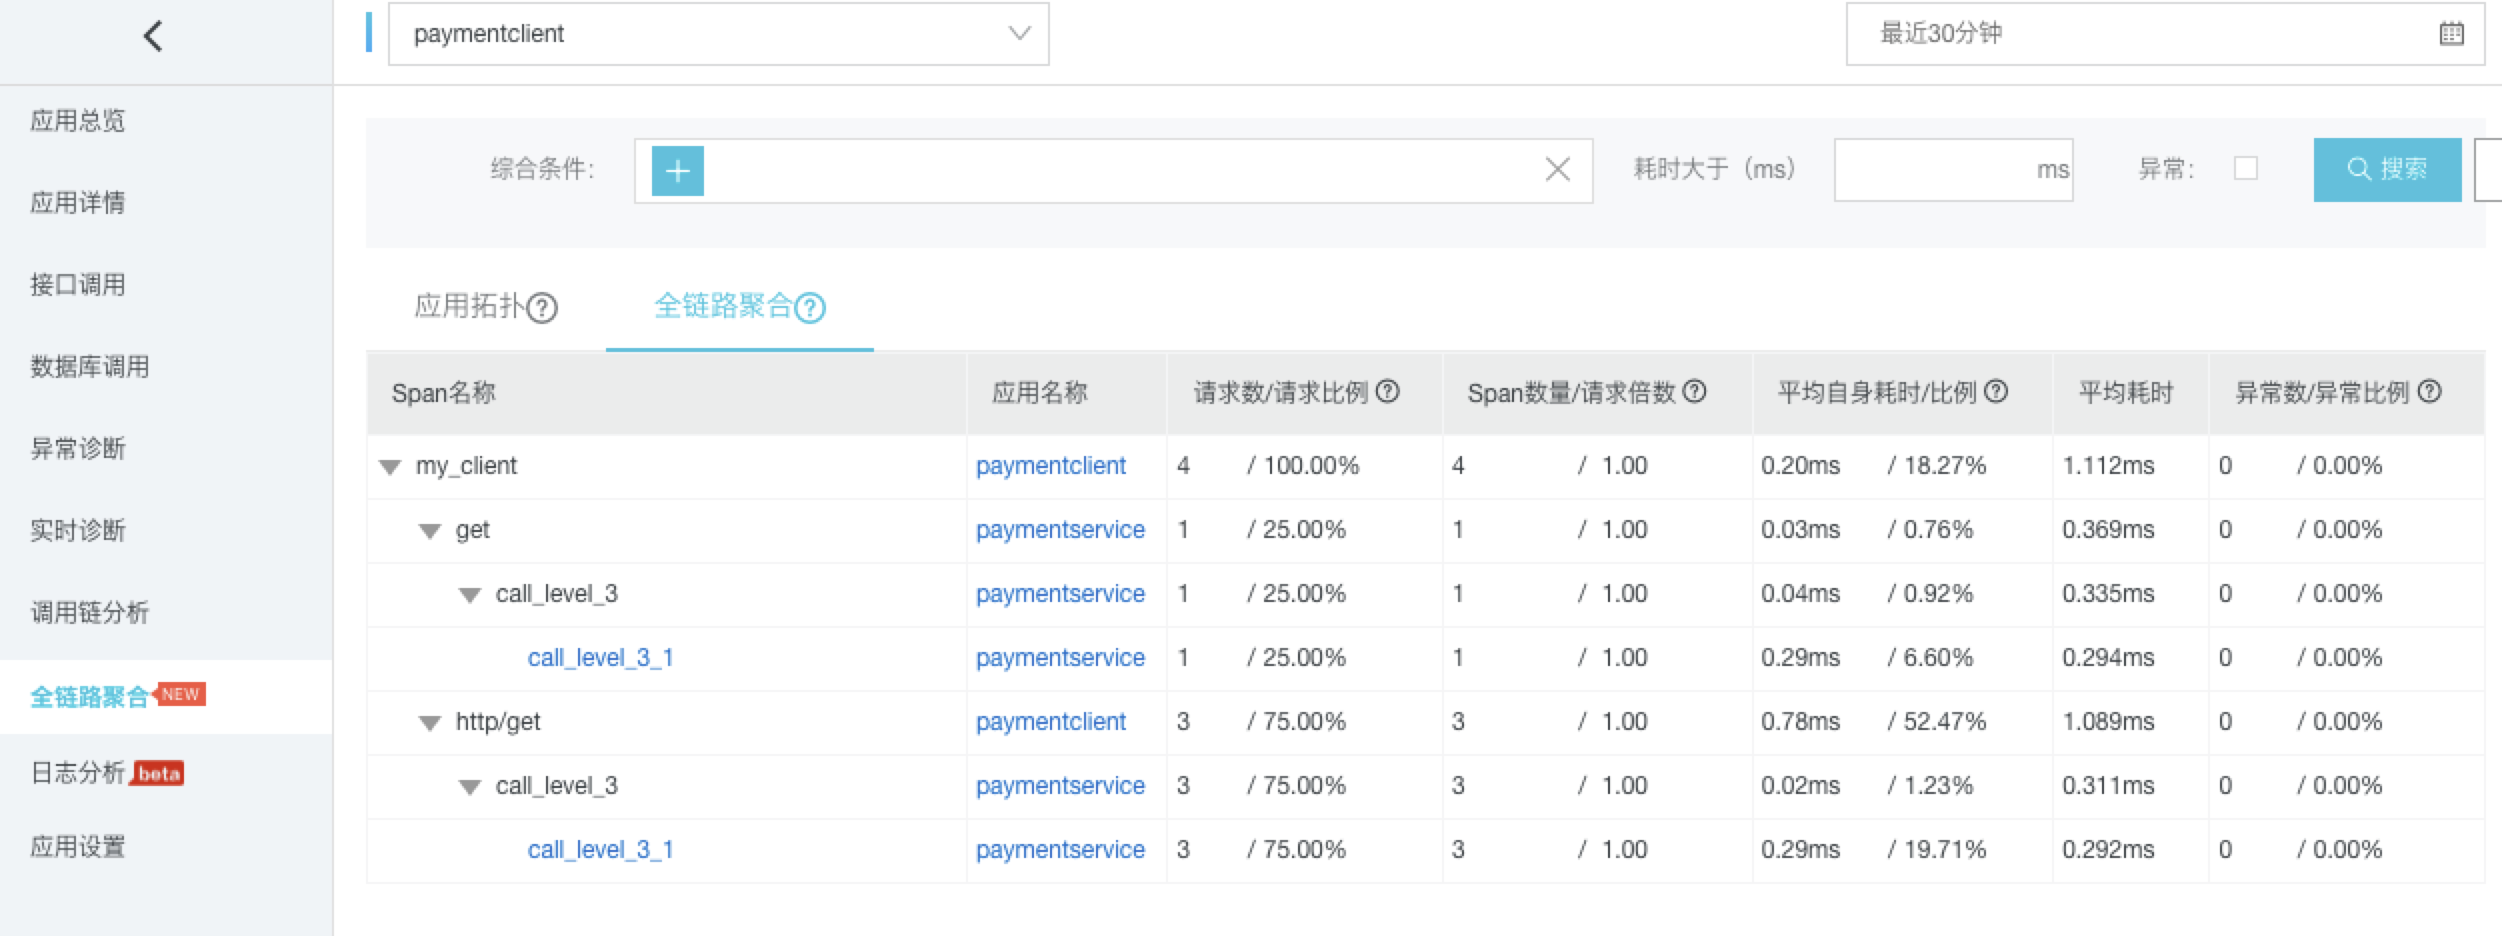 paymentclient
最近30分钟
应用总览
应用详情
接口调用
数据库调用
异常诊断
实时诊断
调用链分析
全链路聚合 NEW
日志分析 beta
应用设置
综合条件: + 耗时大于（ms） ms 异常: 搜索
应用拓扑? 全链路聚合?
Span名称 应用名称 请求数/请求比例? Span数量/请求倍数? 平均自身耗时/比例? 平均耗时 异常数/异常比例?
my_client paymentclient 4 / 100.00% 4 / 1.00 0.20ms / 18.27% 1.112ms 0 / 0.00%
get paymentservice 1 / 25.00% 1 / 1.00 0.03ms / 0.76% 0.369ms 0 / 0.00%
call_level_3 paymentservice 1 / 25.00% 1 / 1.00 0.04ms / 0.92% 0.335ms 0 / 0.00%
call_level_3_1 paymentservice 1 / 25.00% 1 / 1.00 0.29ms / 6.60% 0.294ms 0 / 0.00%
http/get paymentclient 3 / 75.00% 3 / 1.00 0.78ms / 52.47% 1.089ms 0 / 0.00%
call_level_3 paymentservice 3 / 75.00% 3 / 1.00 0.02ms / 1.23% 0.311ms 0 / 0.00%
call_level_3_1 paymentservice 3 / 75.00% 3 / 1.00 0.29ms / 19.71% 0.292ms 0 / 0.00%